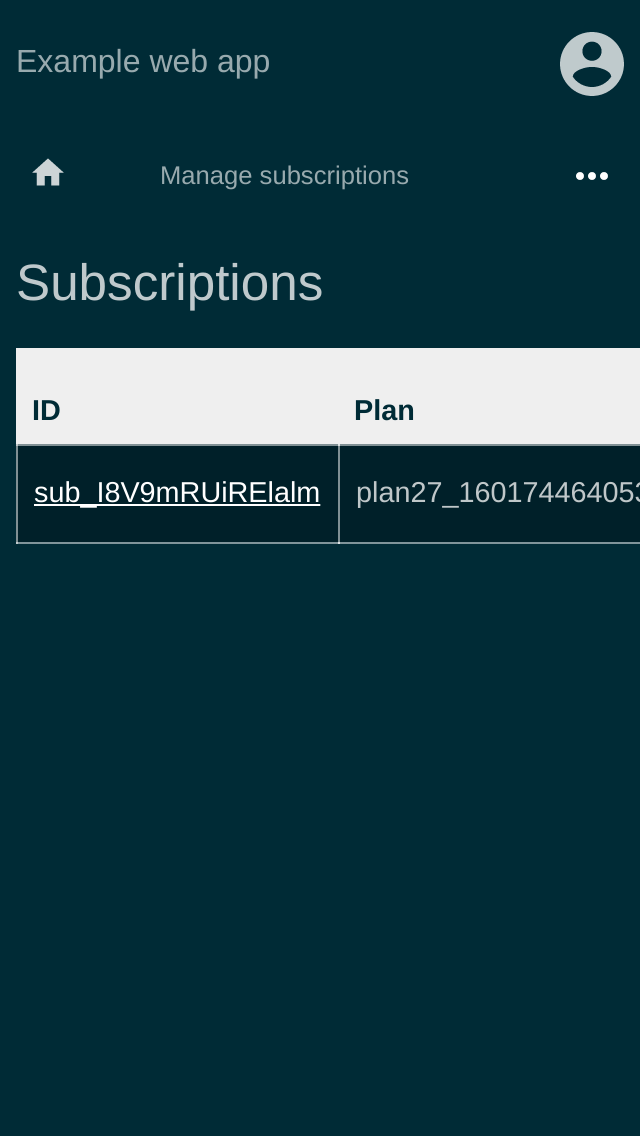 Example web app
Manage subscriptions
Subscriptions
ID Plan
sub_I8V9mRUiRElalm plan27_160174464053